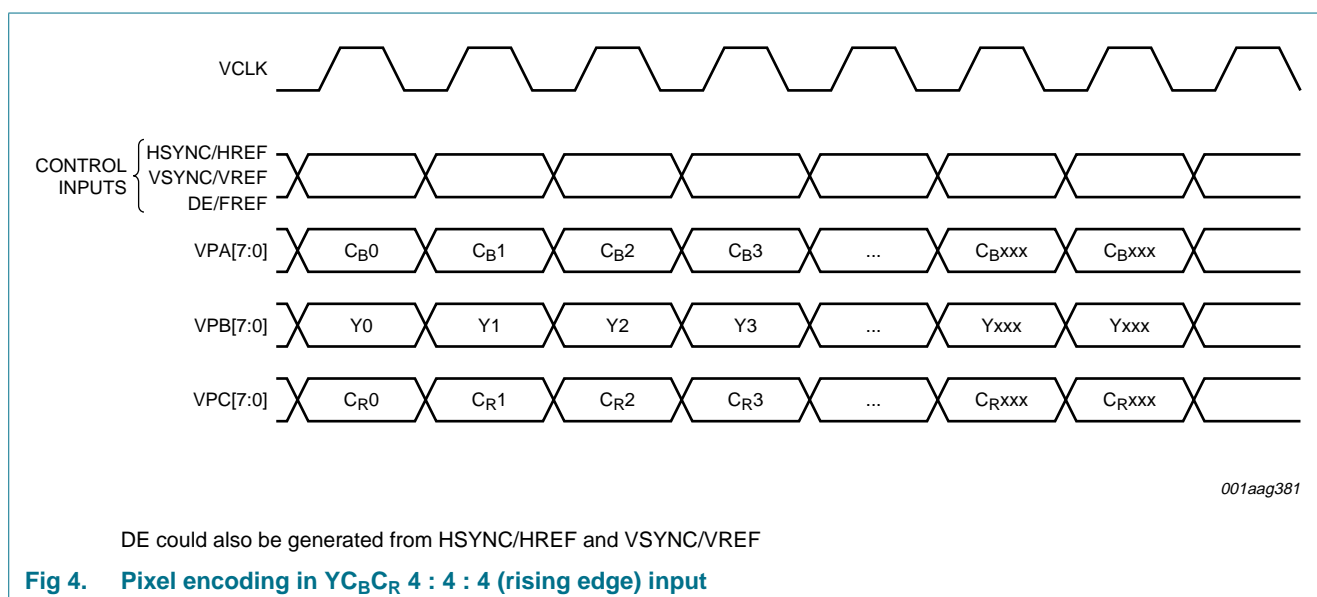 VCLK
CONTROL INPUTS
HSYNC/HREF
VSYNC/VREF
DE/FREF
VPA[7:0] CB0 CB1 CB2 CB3 ... CBxxx CBxxx
VPB[7:0] Y0 Y1 Y2 Y3 ... Yxxx Yxxx
VPC[7:0] CR0 CR1 CR2 CR3 ... CRxxx CRxxx
001aag381
DE could also be generated from HSYNC/HREF and VSYNC/VREF
Fig 4. Pixel encoding in YCBCR 4 : 4 : 4 (rising edge) input